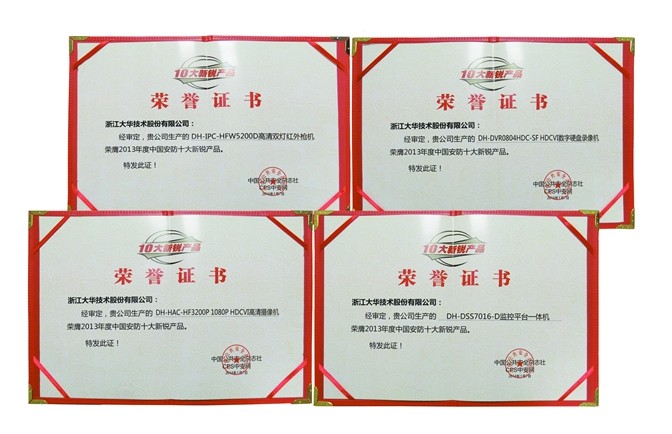 10大新锐产品
荣誉证书
浙江大华技术股份有限公司：
经审定，贵公司生产的 DH-IPC-HFW5200D高清双灯红外枪机
荣膺2013年度中国安防十大新锐产品。
特发此证！
中国公共安全杂志社
CPS中安网
10大新锐产品
荣誉证书
浙江大华技术股份有限公司：
经审定，贵公司生产的 DH-DVR0804HDC-SF HDCVI数字硬盘录像机
荣膺2013年度中国安防十大新锐产品。
特发此证！
中国公共安全杂志社
CPS中安网
10大新锐产品
荣誉证书
浙江大华技术股份有限公司：
经审定，贵公司生产的 DH-HAC-HF3200P 1080P HDCVI高清摄像机
荣膺2013年度中国安防十大新锐产品。
特发此证！
中国公共安全杂志社
CPS中安网
10大新锐产品
荣誉证书
浙江大华技术股份有限公司：
经审定，贵公司生产的 DH-DSS7016-D监控平台一体机
荣膺2013年度中国安防十大新锐产品。
特发此证！
中国公共安全杂志社
CPS中安网